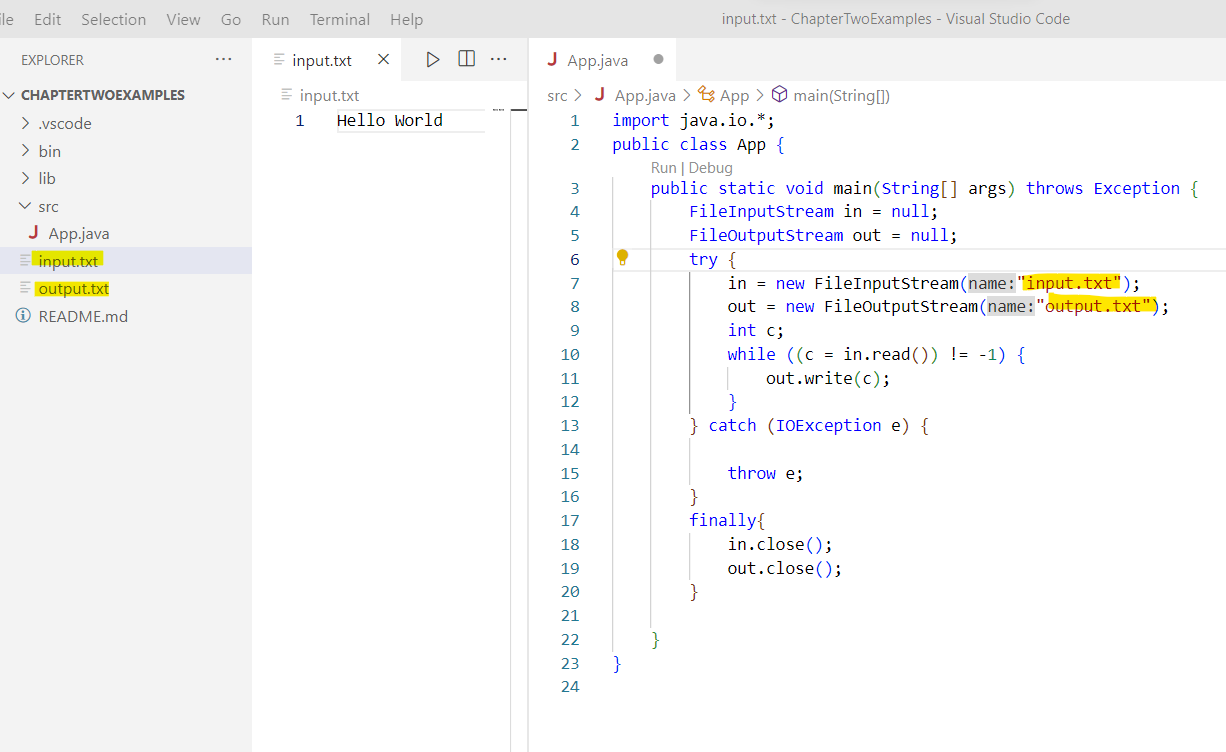 ile Edit Selection View Go Run Terminal Help input.txt - ChapterTwoExamples - Visual Studio Code
EXPLORER ···
CHAPTERTWOEXAMPLES
.vscode
bin
lib
src
J App.java
input.txt
output.txt
README.md
input.txt
input.txt
1 Hello World
J App.java
src > J App.java > App > main(String[])
1 import java.io.*;
2 public class App {
Run | Debug
3 public static void main(String[] args) throws Exception {
4 FileInputStream in = null;
5 FileOutputStream out = null;
6 try {
7 in = new FileInputStream(name:"input.txt");
8 out = new FileOutputStream(name:"output.txt");
9 int c;
10 while ((c = in.read()) != -1) {
11 out.write(c);
12 }
13 } catch (IOException e) {
14
15 throw e;
16 }
17 finally{
18 in.close();
19 out.close();
20 }
21
22 }
23 }
24